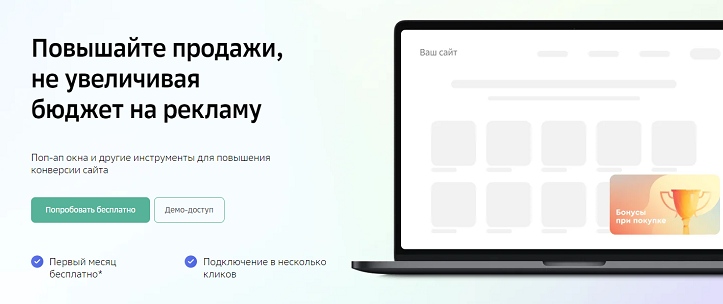 Повышайте продажи,
не увеличивая
бюджет на рекламу
Поп-ап окна и другие инструменты для повышения
конверсии сайта
Попробовать бесплатно
Демо-доступ
Первый месяц
бесплатно*
Подключение в несколько
кликов
Ваш сайт
Бонусы
при покупке